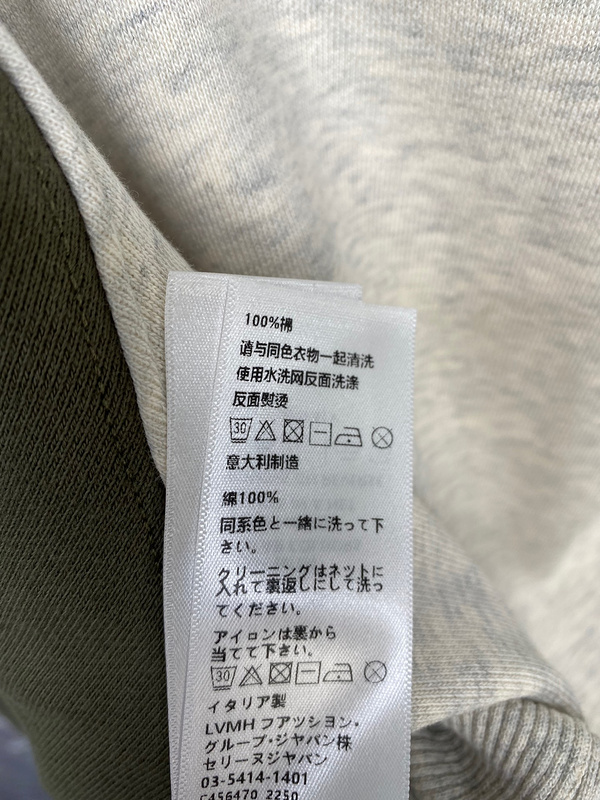 100%棉
请与同色衣物一起清洗
使用水洗网反面洗涤
反面熨烫
30
意大利制造
綿100%
同系色と一緒に洗って下
さい。
クリーニングはネットに
入れて裏返しにして洗っ
てください。
アイロンは裏から
当てて下さい。
30
イタリア製
LVMH フアツシヨン・
グループ・ジヤパン株
セリーヌジヤパン
03-5414-1401
C456470 2250